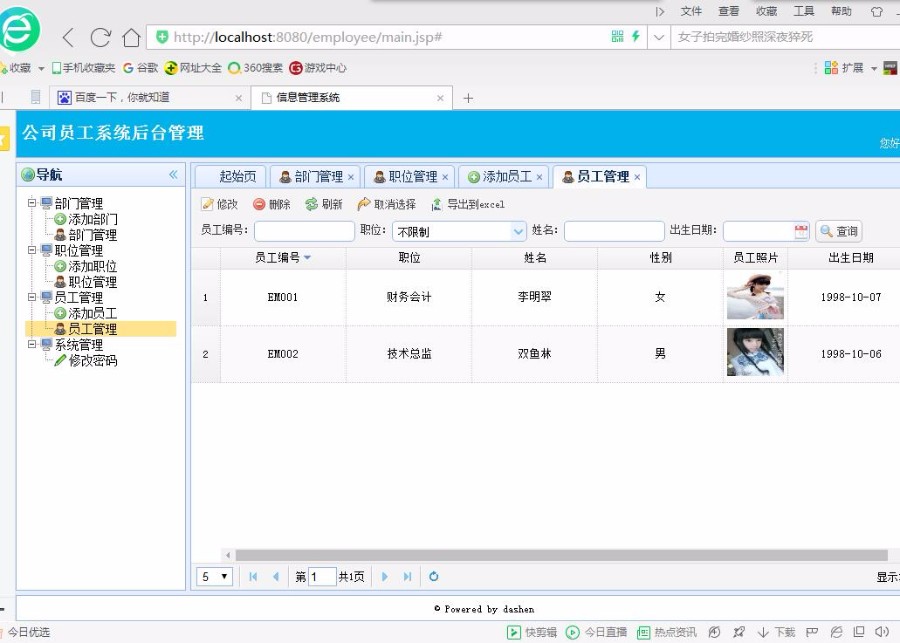 文件 查看 收藏 工具 帮助
http://localhost:8080/employee/main.jsp#
女子拍完婚纱照深夜猝死
收藏 手机收藏夹 谷歌 网址大全 360搜索 游戏中心 扩展
百度一下，你就知道 × 信息管理系统 × +
公司员工系统后台管理
您好
导航 «
起始页 部门管理 × 职位管理 × 添加员工 × 员工管理 ×
部门管理
添加部门
部门管理
职位管理
添加职位
职位管理
员工管理
添加员工
员工管理
系统管理
修改密码
修改 删除 刷新 取消选择 导出到excel
员工编号: 职位: 不限制 姓名: 出生日期: 查询
员工编号 职位 姓名 性别 员工照片 出生日期
1 EM001 财务会计 李明翠 女 1998-10-07
2 EM002 技术总监 双鱼林 男 1998-10-06
5 第 1 共1页 显示
© Powered by dashen
今日优选 快剪辑 今日直播 热点资讯 下载